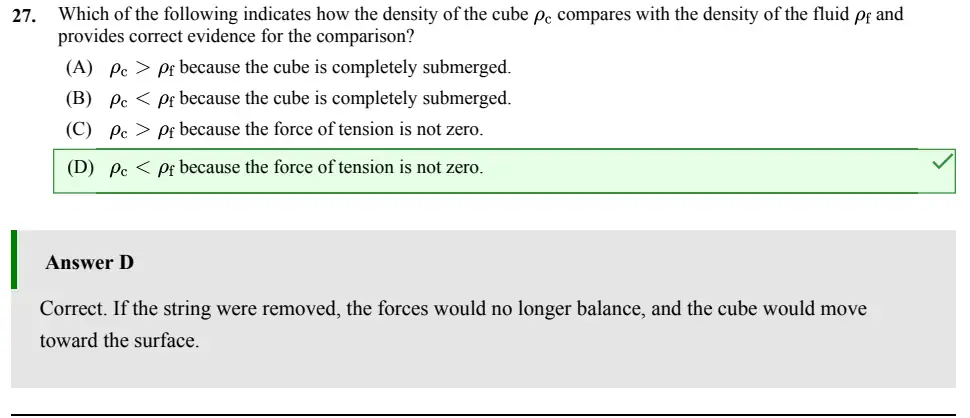 27. Which of the following indicates how the density of the cube ρc compares with the density of the fluid ρf and
provides correct evidence for the comparison?
(A) ρc > ρf because the cube is completely submerged.
(B) ρc < ρf because the cube is completely submerged.
(C) ρc > ρf because the force of tension is not zero.
(D) ρc < ρf because the force of tension is not zero.
Answer D
Correct. If the string were removed, the forces would no longer balance, and the cube would move
toward the surface.